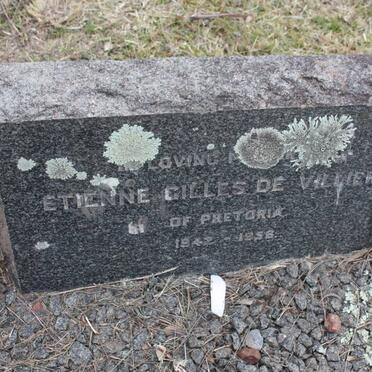 LOVING
ETIENNE GILLES DE VILLIER
OF PRETORIA
1942 - 1958